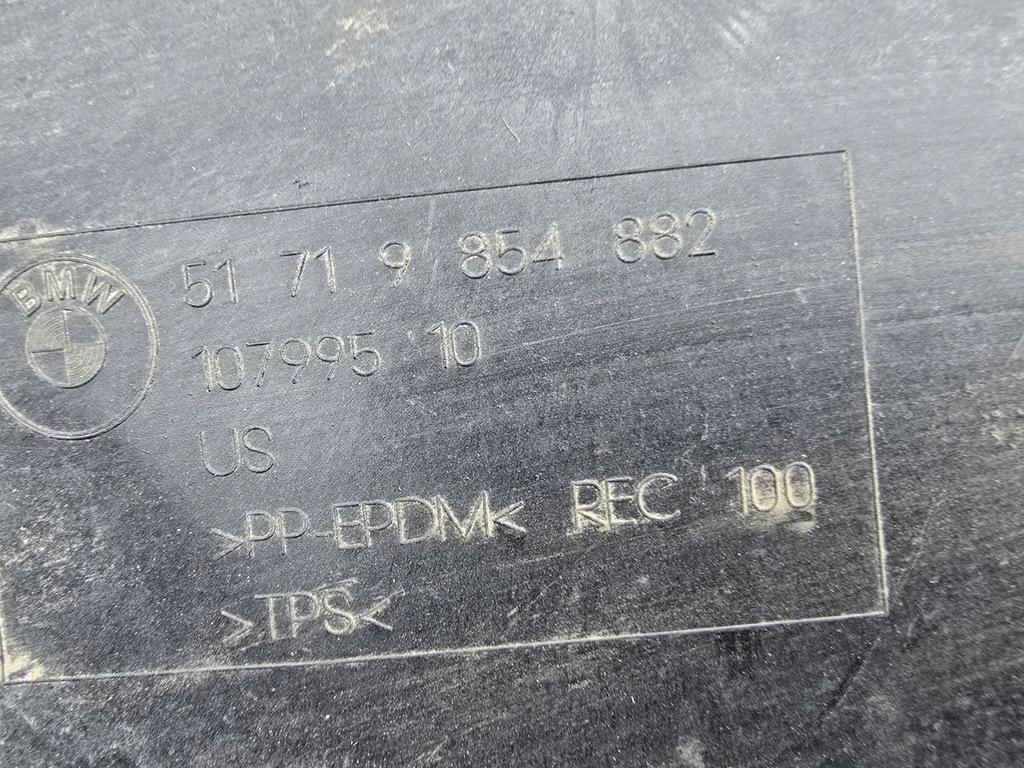 BMW
51 71 9 854 882
107995 10
US
>PP-EPDM< REC 100
>TPS<